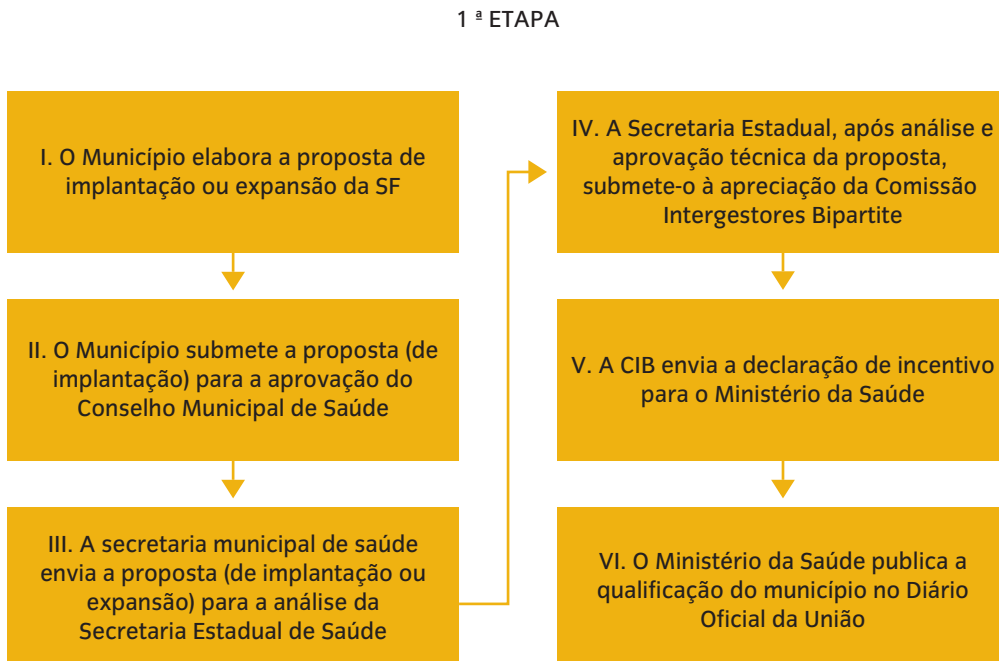 1 ª ETAPA
I. O Município elabora a proposta de
implantação ou expansão da SF
II. O Município submete a proposta (de
implantação) para a aprovação do
Conselho Municipal de Saúde
III. A secretaria municipal de saúde
envia a proposta (de implantação ou
expansão) para a análise da
Secretaria Estadual de Saúde
IV. A Secretaria Estadual, após análise e
aprovação técnica da proposta,
submete-o à apreciação da Comissão
Intergestores Bipartite
V. A CIB envia a declaração de incentivo
para o Ministério da Saúde
VI. O Ministério da Saúde publica a
qualificação do município no Diário
Oficial da União